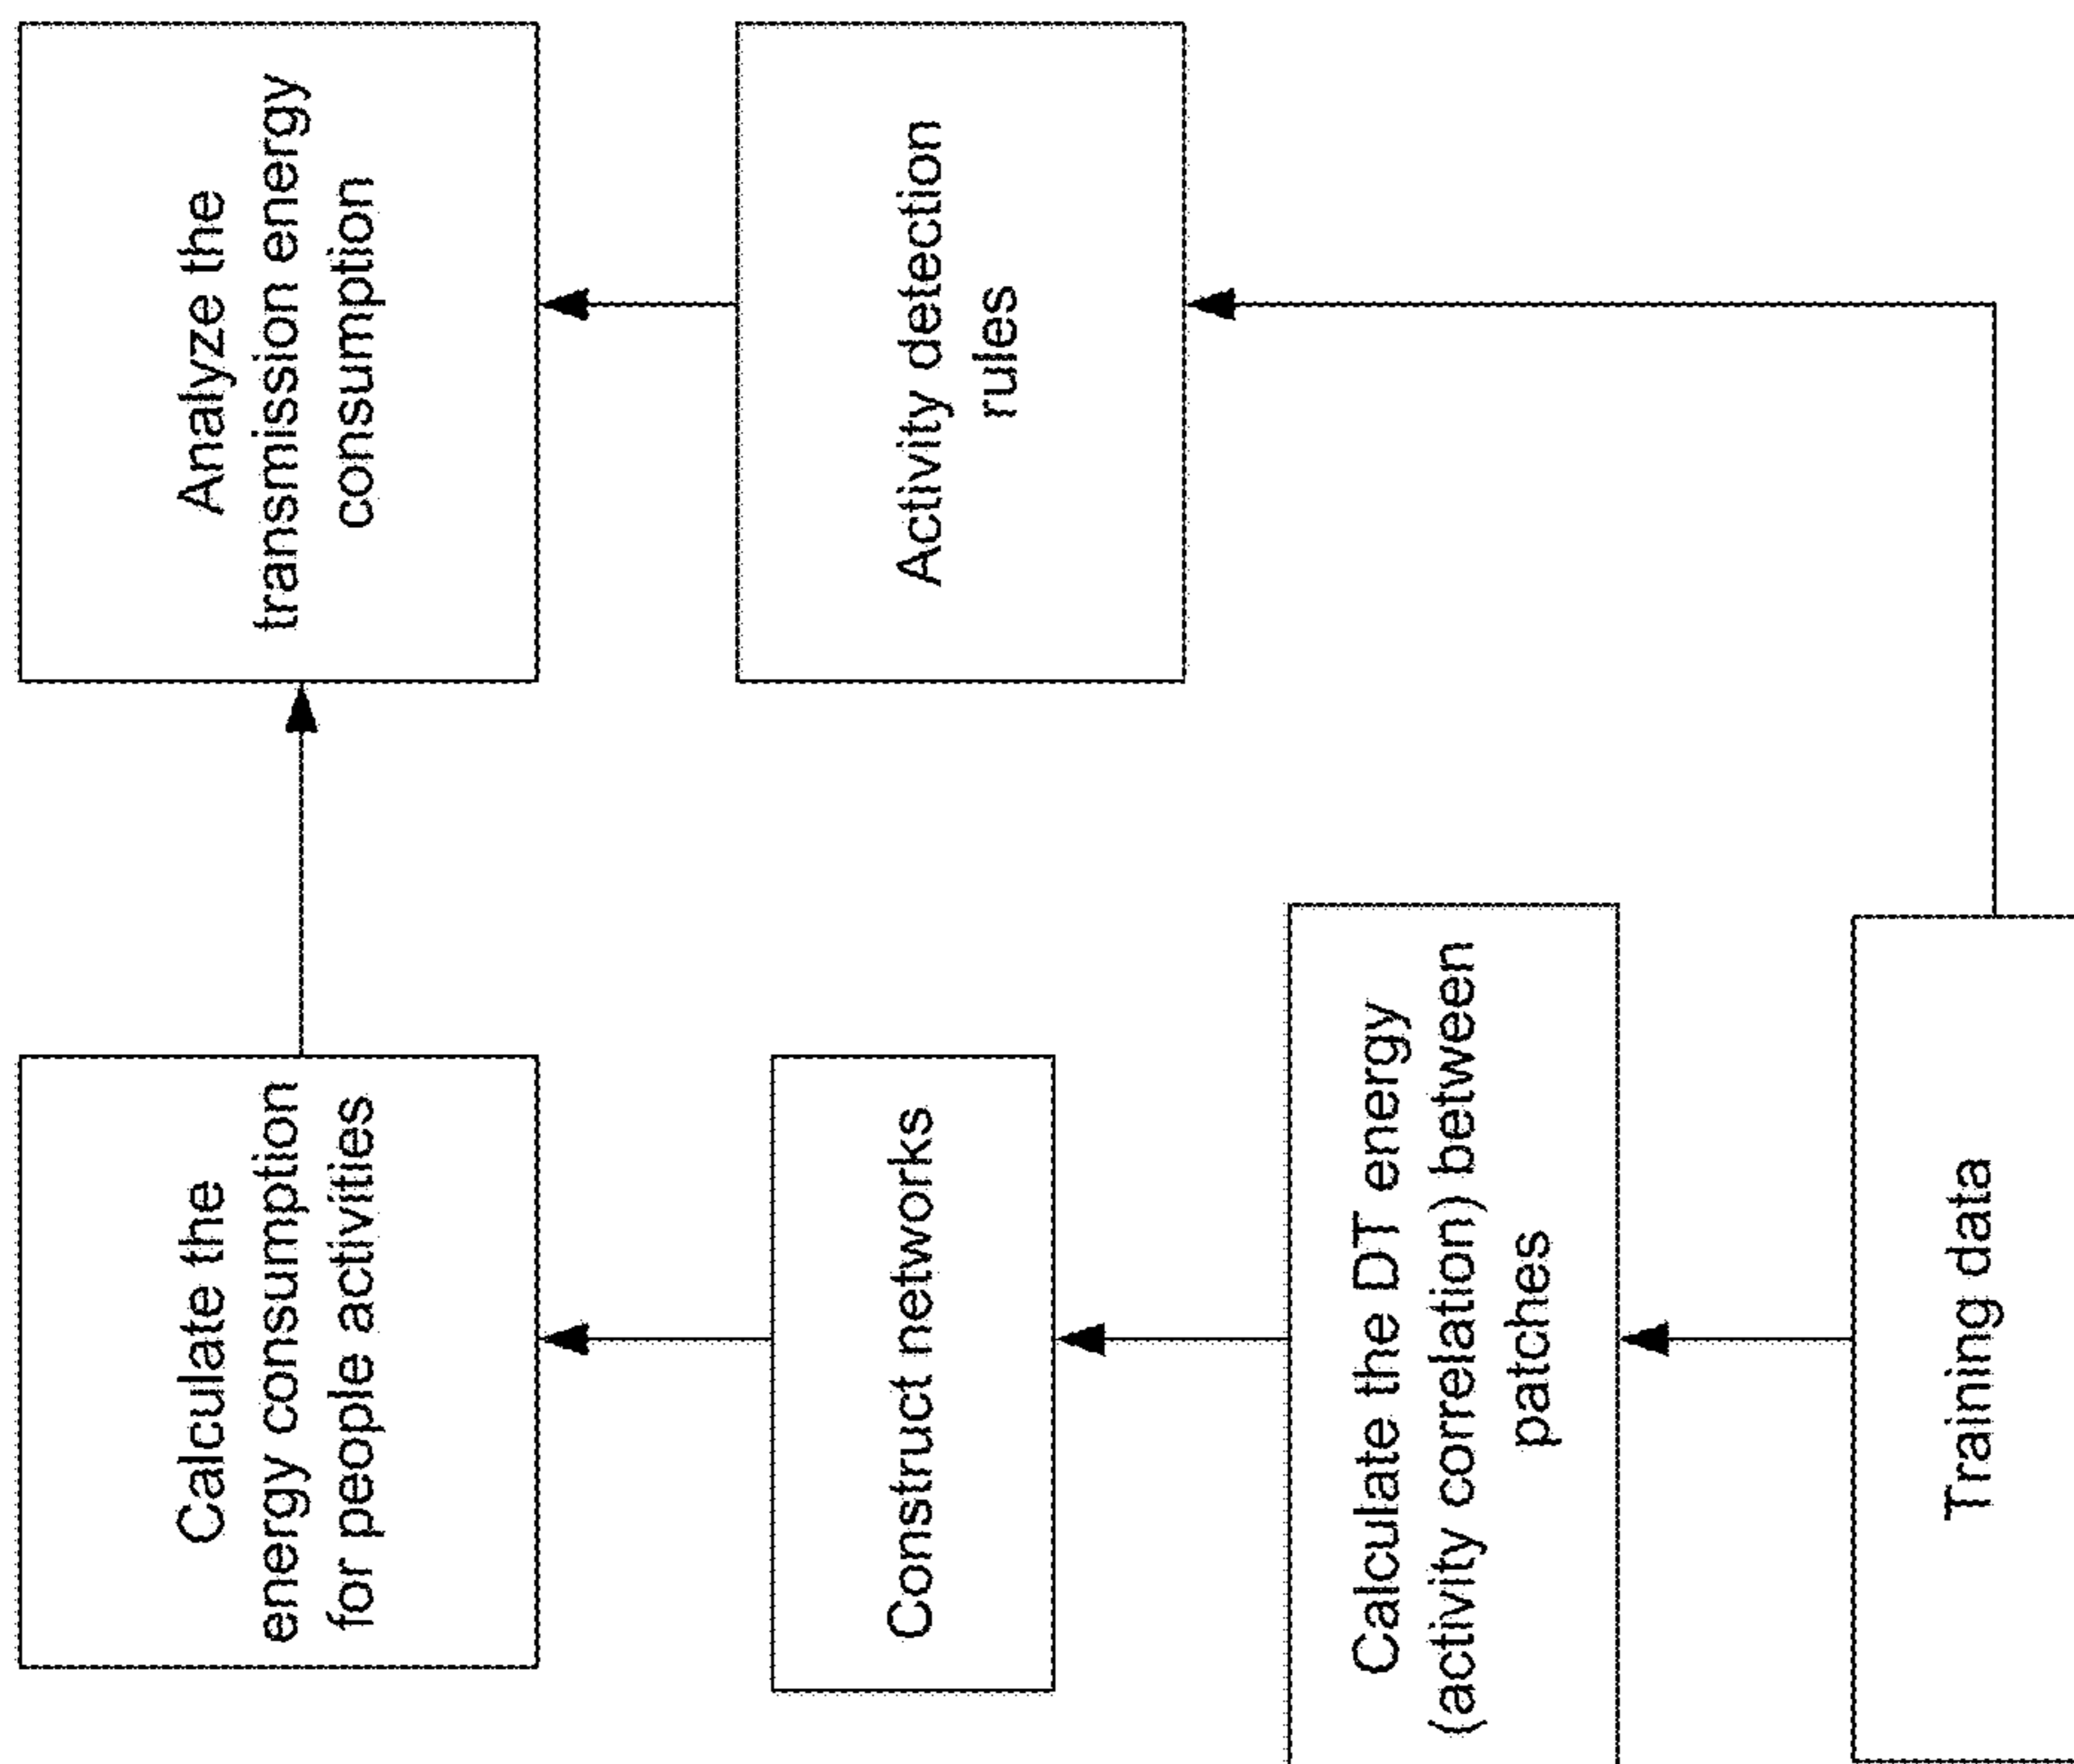 Calculate the
energy consumption
for people activities
Analyze the
transmission energy
consumption
Construct networks
Activity detection
rules
Calculate the DT energy
(activity correlation) between
patches
Training data